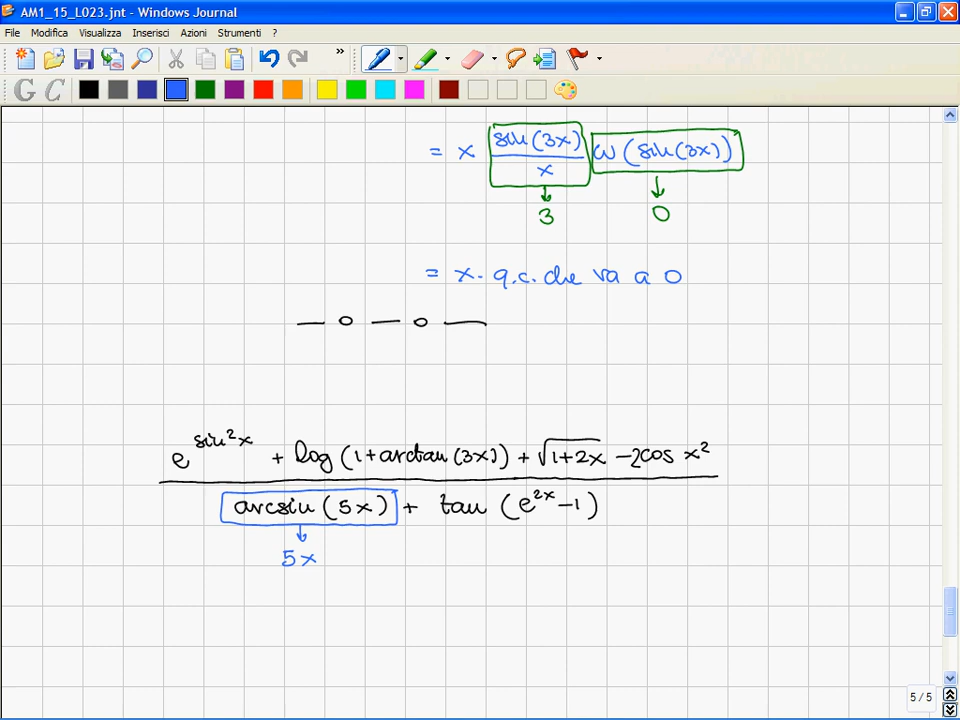 AM1_15_L023.jnt - Windows Journal
File Modifica Visualizza Inserisci Azioni Strumenti ?
»
G C
= x sin(3x)/x ω(sin(3x))
↓ 3 ↓ 0
= x · q.c. che va a 0
— o — o —
e^{sin²x} + log(1+arctan(3x)) + √1+2x − 2cos x²
arcsin(5x) + tan(e^{2x} −1)
↓
5x
5 / 5